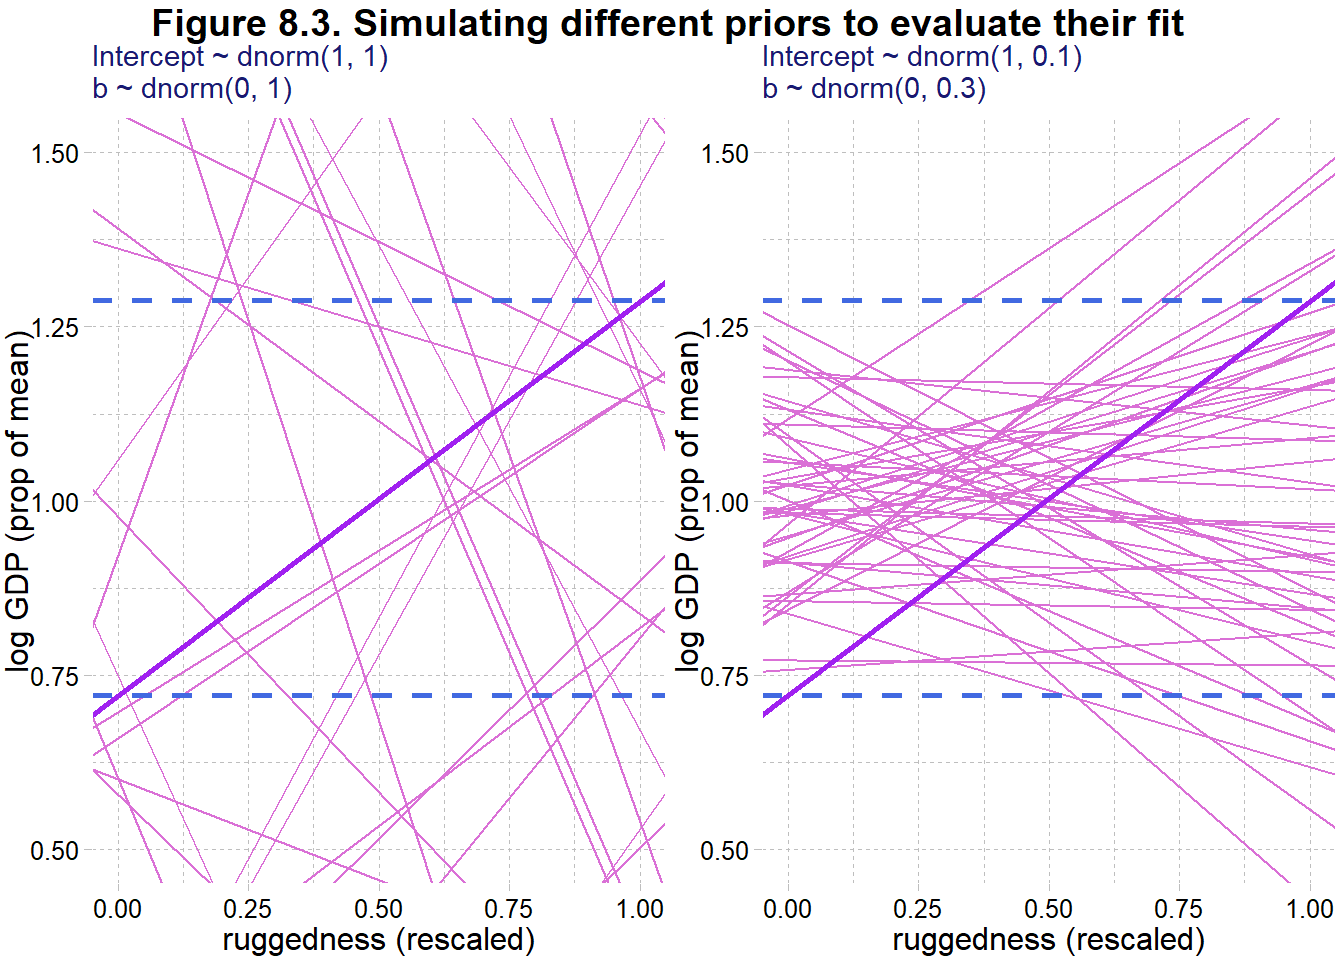 Figure 8.3. Simulating different priors to evaluate their fit
Intercept ~ dnorm(1, 1)
b ~ dnorm(0, 1)
1.50
1.25
1.00
0.75
0.50
log GDP (prop of mean)
0.00 0.25 0.50 0.75 1.00
ruggedness (rescaled)
Intercept ~ dnorm(1, 0.1)
b ~ dnorm(0, 0.3)
1.50
1.25
1.00
0.75
0.50
log GDP (prop of mean)
0.00 0.25 0.50 0.75 1.00
ruggedness (rescaled)